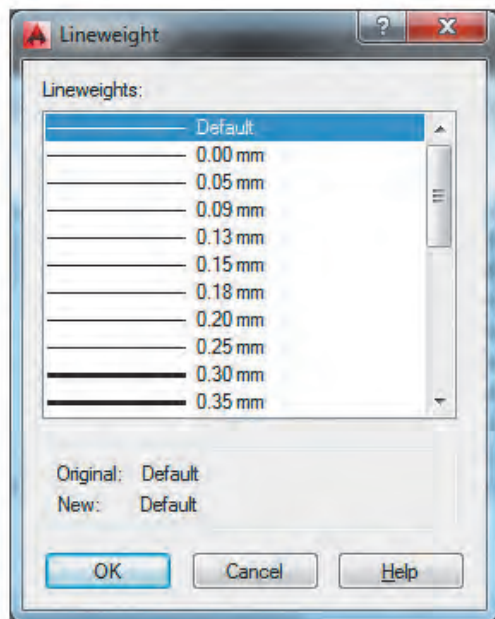 Lineweight
Lineweights:
Default
0.00 mm
0.05 mm
0.09 mm
0.13 mm
0.15 mm
0.18 mm
0.20 mm
0.25 mm
0.30 mm
0.35 mm
Original: Default
New: Default
OK Cancel Help